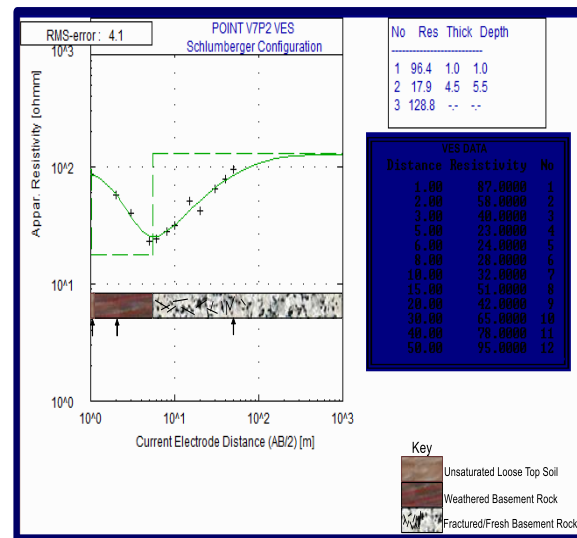 RMS-error : 4.1
POINT V7P2 VES
Schlumberger Configuration
10^3
10^2
10^1
10^0
Appar. Resistivity [ohmm]
10^0 10^1 10^2 10^3
Current Electrode Distance (AB/2) [m]
No Res Thick Depth
1 96.4 1.0 1.0
2 17.9 4.5 5.5
3 128.8 -.- -.-
VES DATA
Distance Resistivity No
1.00 87.0000 1
2.00 58.0000 2
3.00 40.0000 3
5.00 23.0000 4
6.00 24.0000 5
8.00 28.0000 6
10.00 32.0000 7
15.00 51.0000 8
20.00 42.0000 9
30.00 65.0000 10
40.00 78.0000 11
50.00 95.0000 12
Key
Unsaturated Loose Top Soil
Weathered Basement Rock
Fractured/Fresh Basement Rock